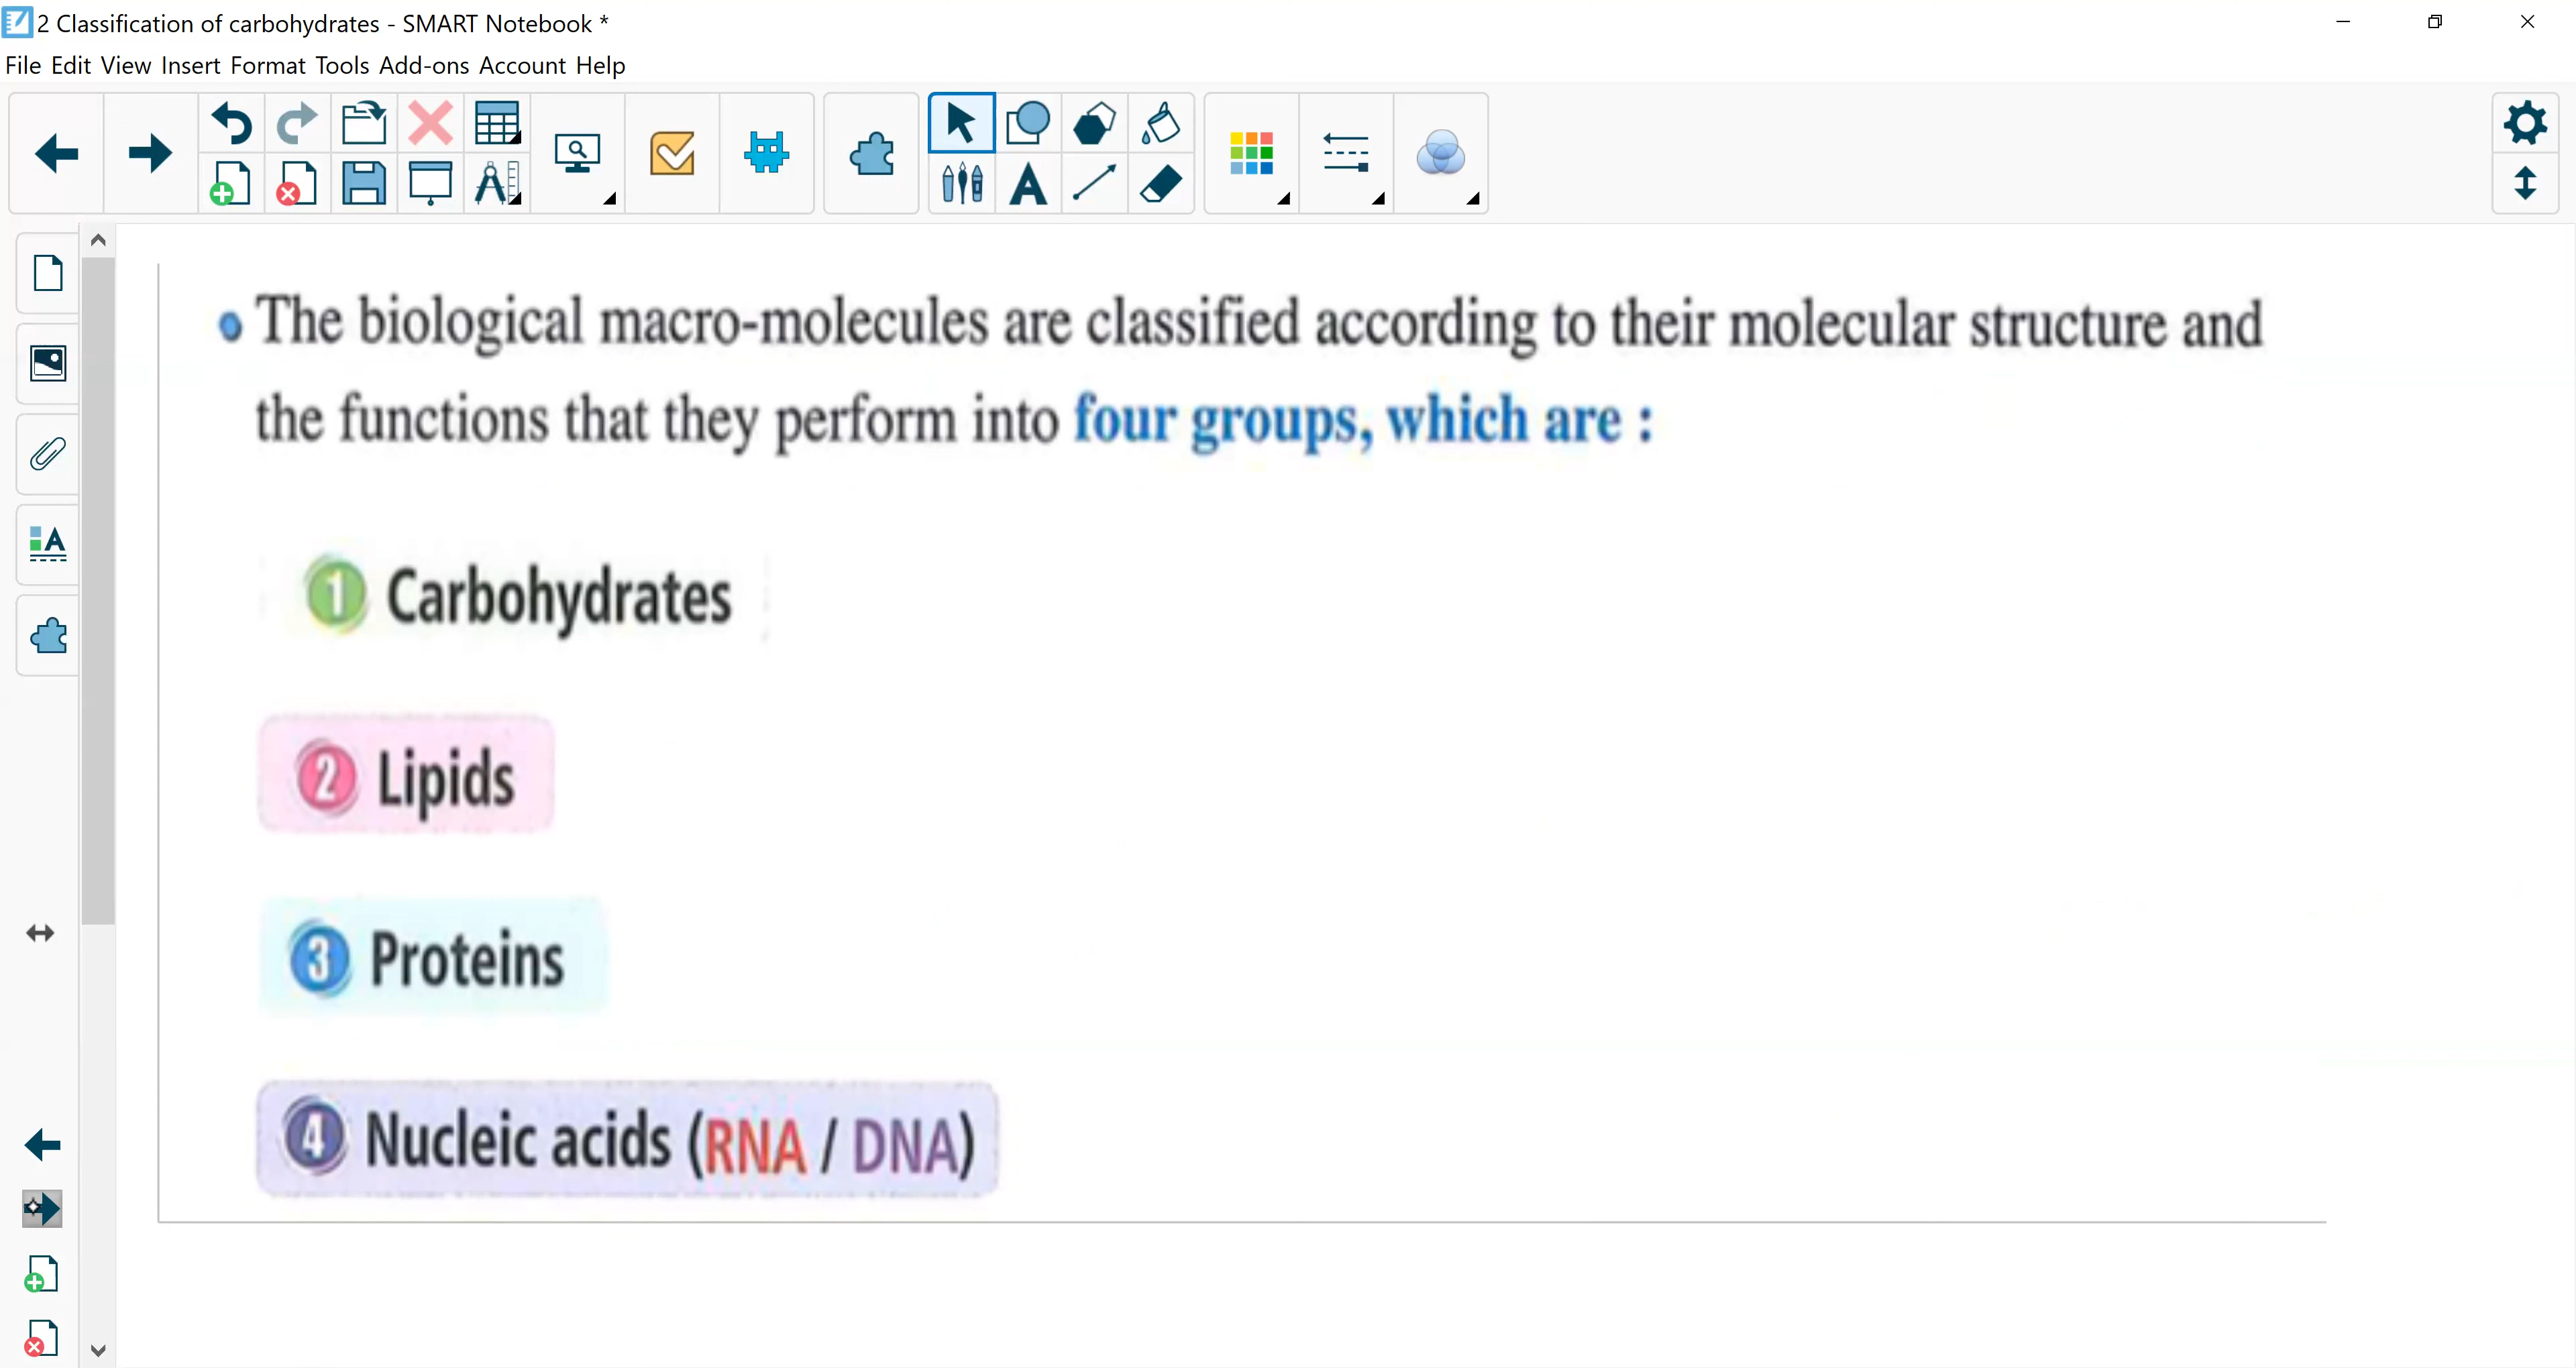 2 Classification of carbohydrates - SMART Notebook *
File Edit View Insert Format Tools Add-ons Account Help
The biological macro-molecules are classified according to their molecular structure and
the functions that they perform into four groups, which are :
1 Carbohydrates
2 Lipids
3 Proteins
4 Nucleic acids (RNA / DNA)